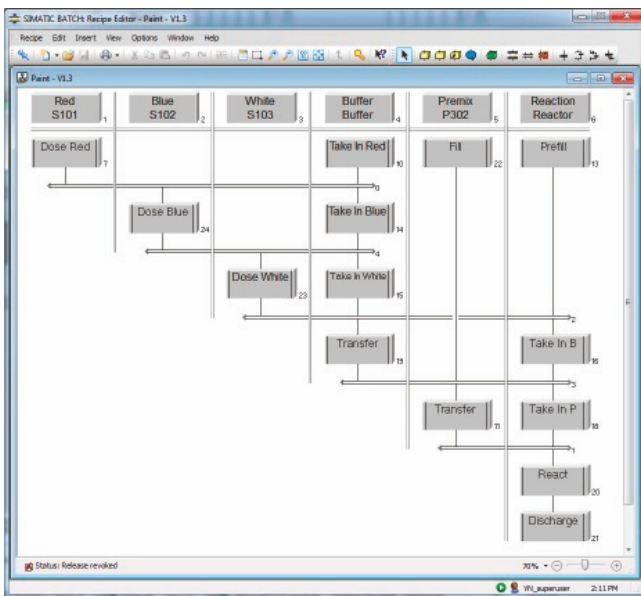 SIMATIC BATCH: Recipe Editor - Paint - V1.3
Recipe Edit Insert View Options Window Help
Paint - V1.3
Red
S101
1
Blue
S102
2
White
S103
3
Buffer
Buffer
4
Premix
P302
5
Reaction
Reactor
6
Dose Red
7
Take In Red
10
Fill
22
Prefill
13
Dose Blue
24
Take In Blue
14
4
Dose White
23
Take In White
15
2
Transfer
Take In B
16
3
Transfer
11
Take In P
18
1
React
20
Discharge
21
Status: Release revoked
70%
VN_superuser 2:11 PM